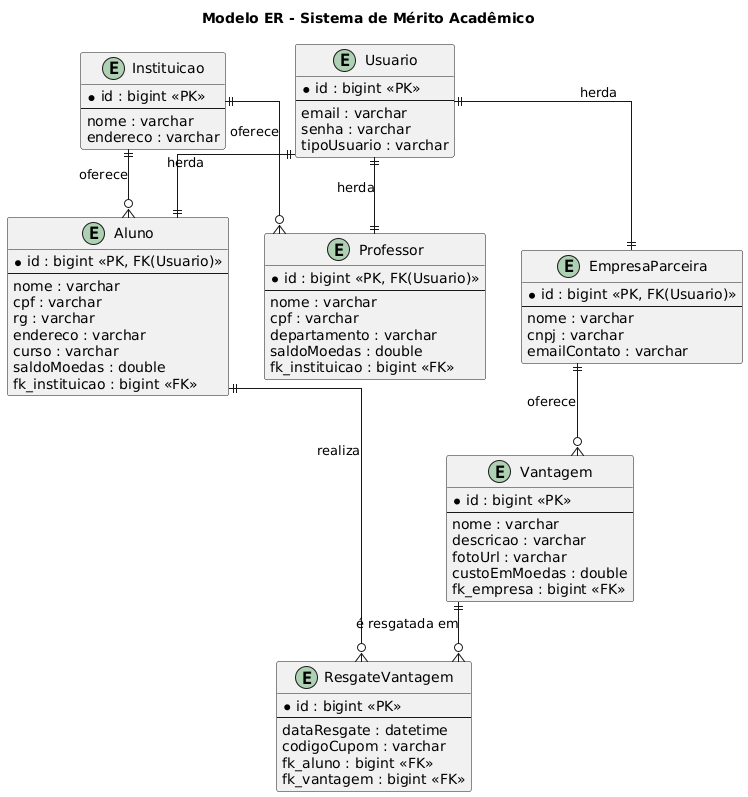 Modelo ER - Sistema de Mérito Acadêmico
E Instituicao
id : bigint «PK»
nome : varchar
endereco : varchar
E Usuario
id : bigint «PK»
email : varchar
senha : varchar
tipoUsuario : varchar
herda
oferece
herda
oferece
herda
E Aluno
id : bigint «PK, FK(Usuario)»
nome : varchar
cpf : varchar
rg : varchar
endereco : varchar
curso : varchar
saldoMoedas : double
fk_instituicao : bigint «FK»
E Professor
id : bigint «PK, FK(Usuario)»
nome : varchar
cpf : varchar
departamento : varchar
saldoMoedas : double
fk_instituicao : bigint «FK»
E EmpresaParceira
id : bigint «PK, FK(Usuario)»
nome : varchar
cnpj : varchar
emailContato : varchar
oferece
realiza
E Vantagem
id : bigint «PK»
nome : varchar
descricao : varchar
fotoUrl : varchar
custoEmMoedas : double
fk_empresa : bigint «FK»
é resgatada em
E ResgateVantagem
id : bigint «PK»
dataResgate : datetime
codigoCupom : varchar
fk_aluno : bigint «FK»
fk_vantagem : bigint «FK»